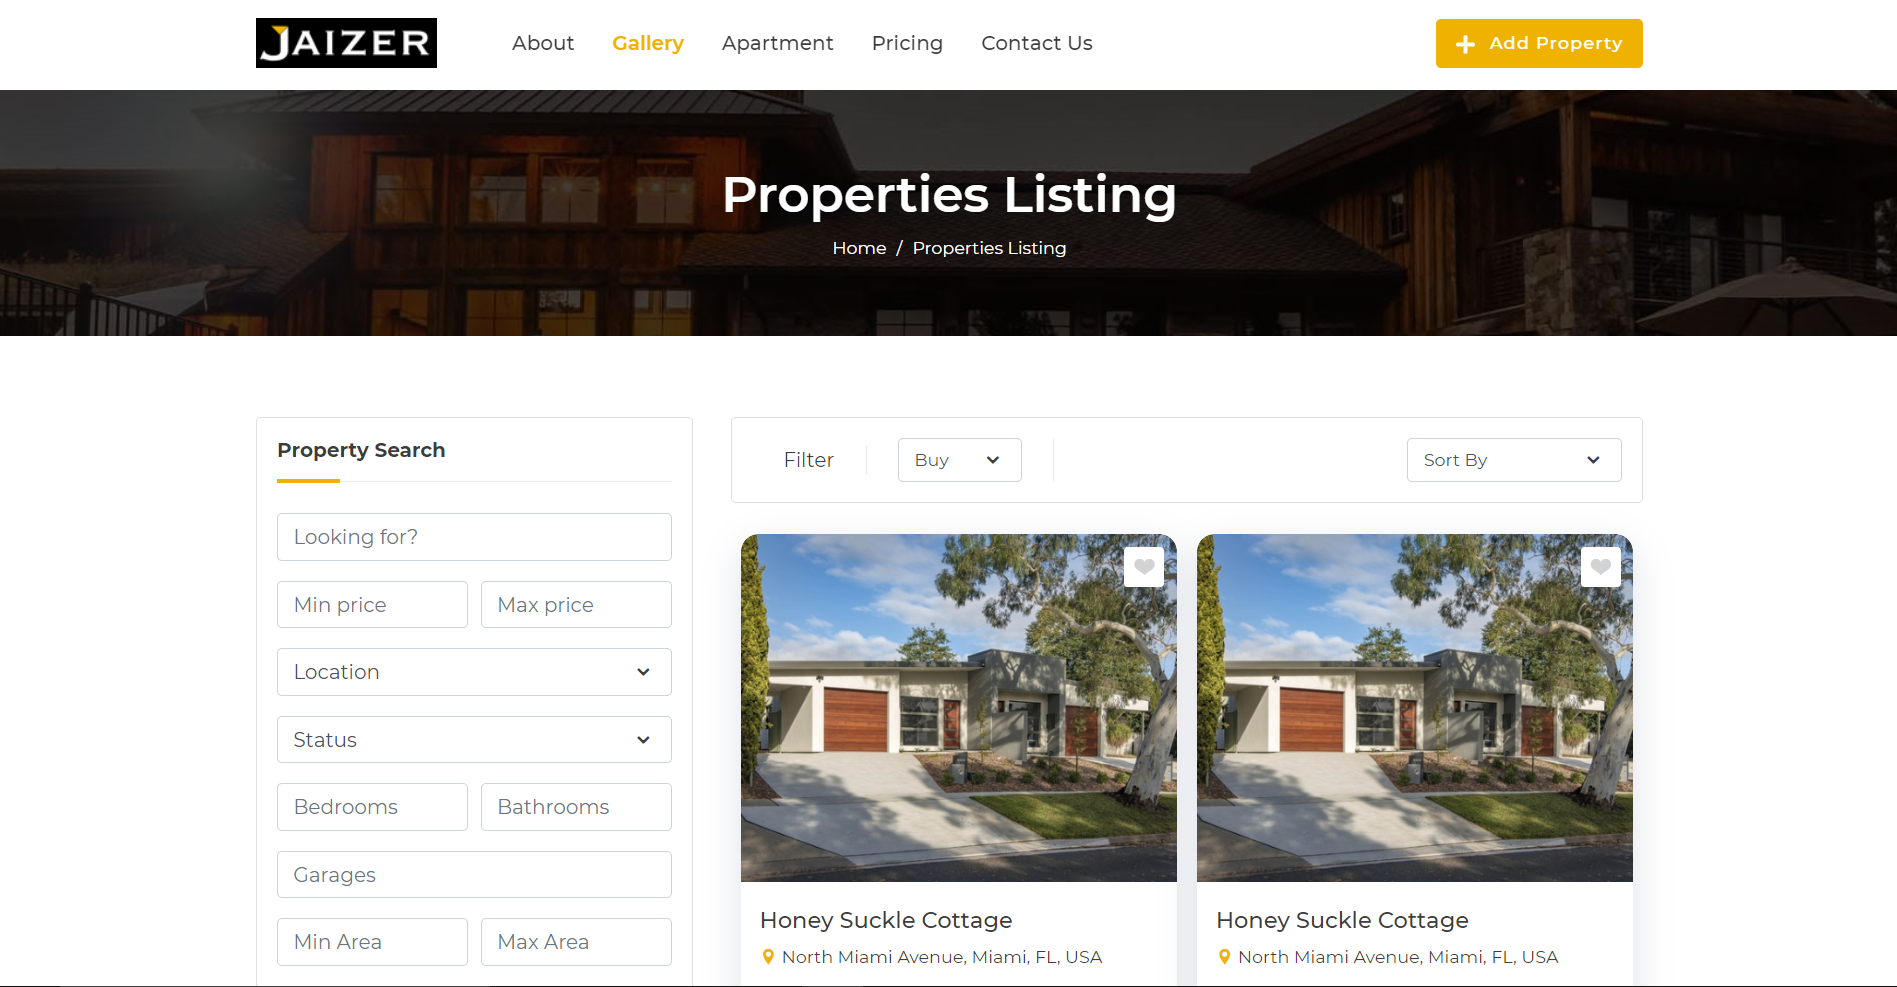 JAIZER
About
Gallery
Apartment
Pricing
Contact Us
Add Property
Properties Listing
Home / Properties Listing
Property Search
Looking for?
Min price
Max price
Location
Status
Bedrooms
Bathrooms
Garages
Min Area
Max Area
Filter
Buy
Sort By
Honey Suckle Cottage
North Miami Avenue, Miami, FL, USA
Honey Suckle Cottage
North Miami Avenue, Miami, FL, USA